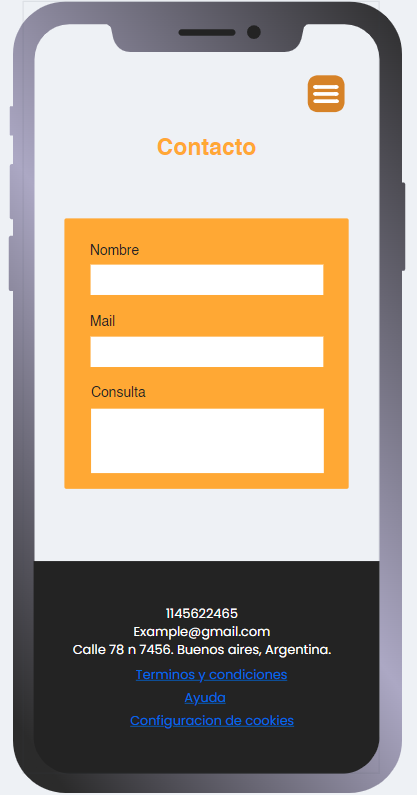 Contacto
Nombre
Mail
Consulta
1145622465
Example@gmail.com
Calle 78 n 7456. Buenos aires, Argentina.
Terminos y condiciones
Ayuda
Configuracion de cookies